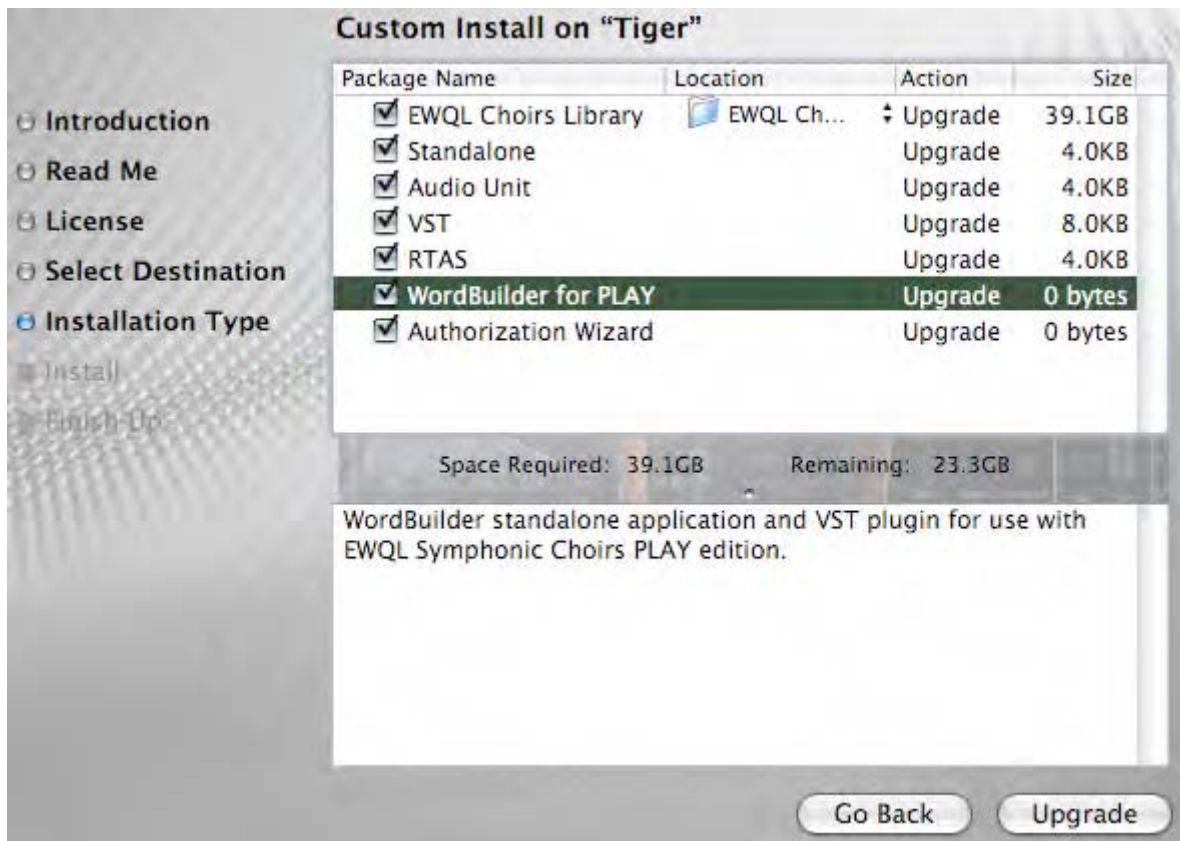 Custom Install on “Tiger”
Introduction
Read Me
License
Select Destination
Installation Type
Install
Finish Up
Package Name Location Action Size
EWQL Choirs Library EWQL Ch... Upgrade 39.1GB
Standalone Upgrade 4.0KB
Audio Unit Upgrade 4.0KB
VST Upgrade 8.0KB
RTAS Upgrade 4.0KB
WordBuilder for PLAY Upgrade 0 bytes
Authorization Wizard Upgrade 0 bytes
Space Required: 39.1GB Remaining: 23.3GB
WordBuilder standalone application and VST plugin for use with
EWQL Symphonic Choirs PLAY edition.
Go Back Upgrade